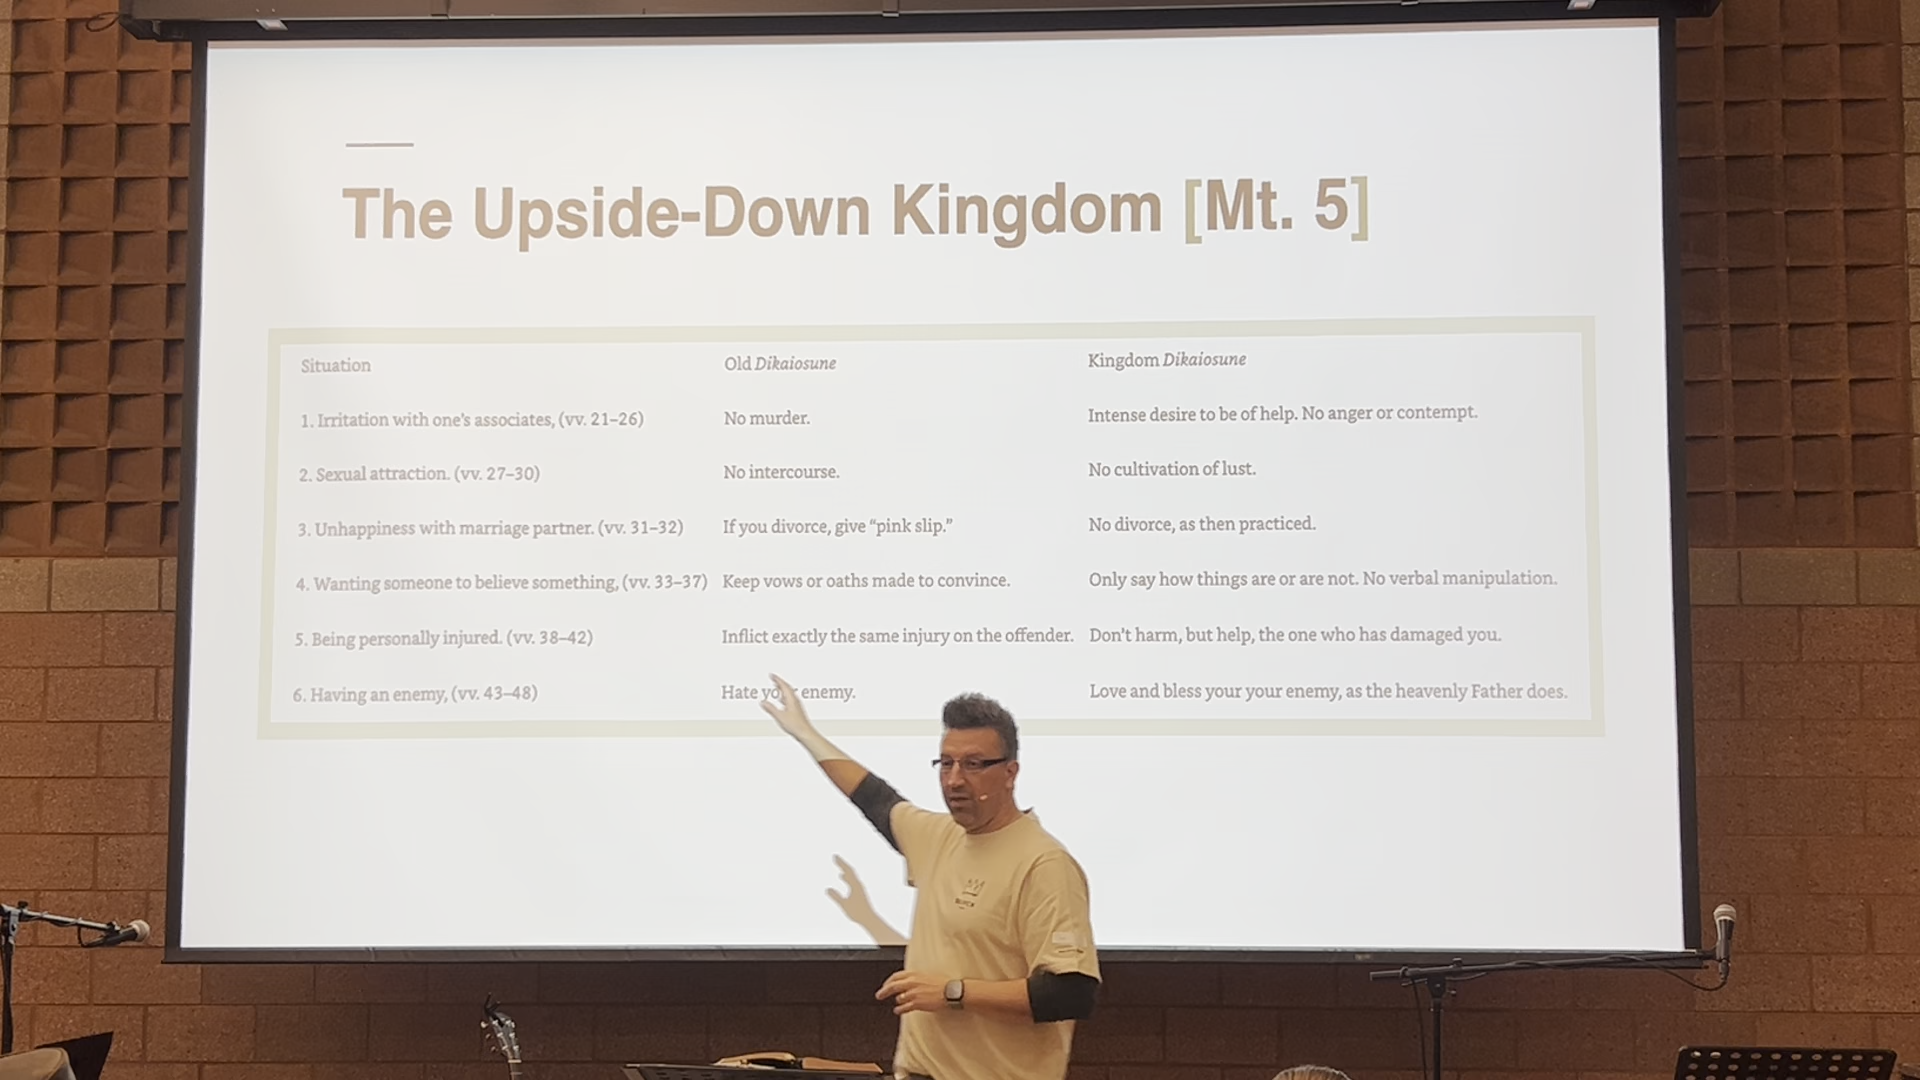 The Upside-Down Kingdom [Mt. 5]
Situation Old Dikaiosune Kingdom Dikaiosune
1. Irritation with one's associates, (vv. 21–26) No murder. Intense desire to be of help. No anger or contempt.
2. Sexual attraction. (vv. 27–30) No intercourse. No cultivation of lust.
3. Unhappiness with marriage partner. (vv. 31–32) If you divorce, give “pink slip.” No divorce, as then practiced.
4. Wanting someone to believe something, (vv. 33–37) Keep vows or oaths made to convince. Only say how things are or are not. No verbal manipulation.
5. Being personally injured. (vv. 38–42) Inflict exactly the same injury on the offender. Don't harm, but help, the one who has damaged you.
6. Having an enemy, (vv. 43–48) Hate your enemy. Love and bless your your enemy, as the heavenly Father does.